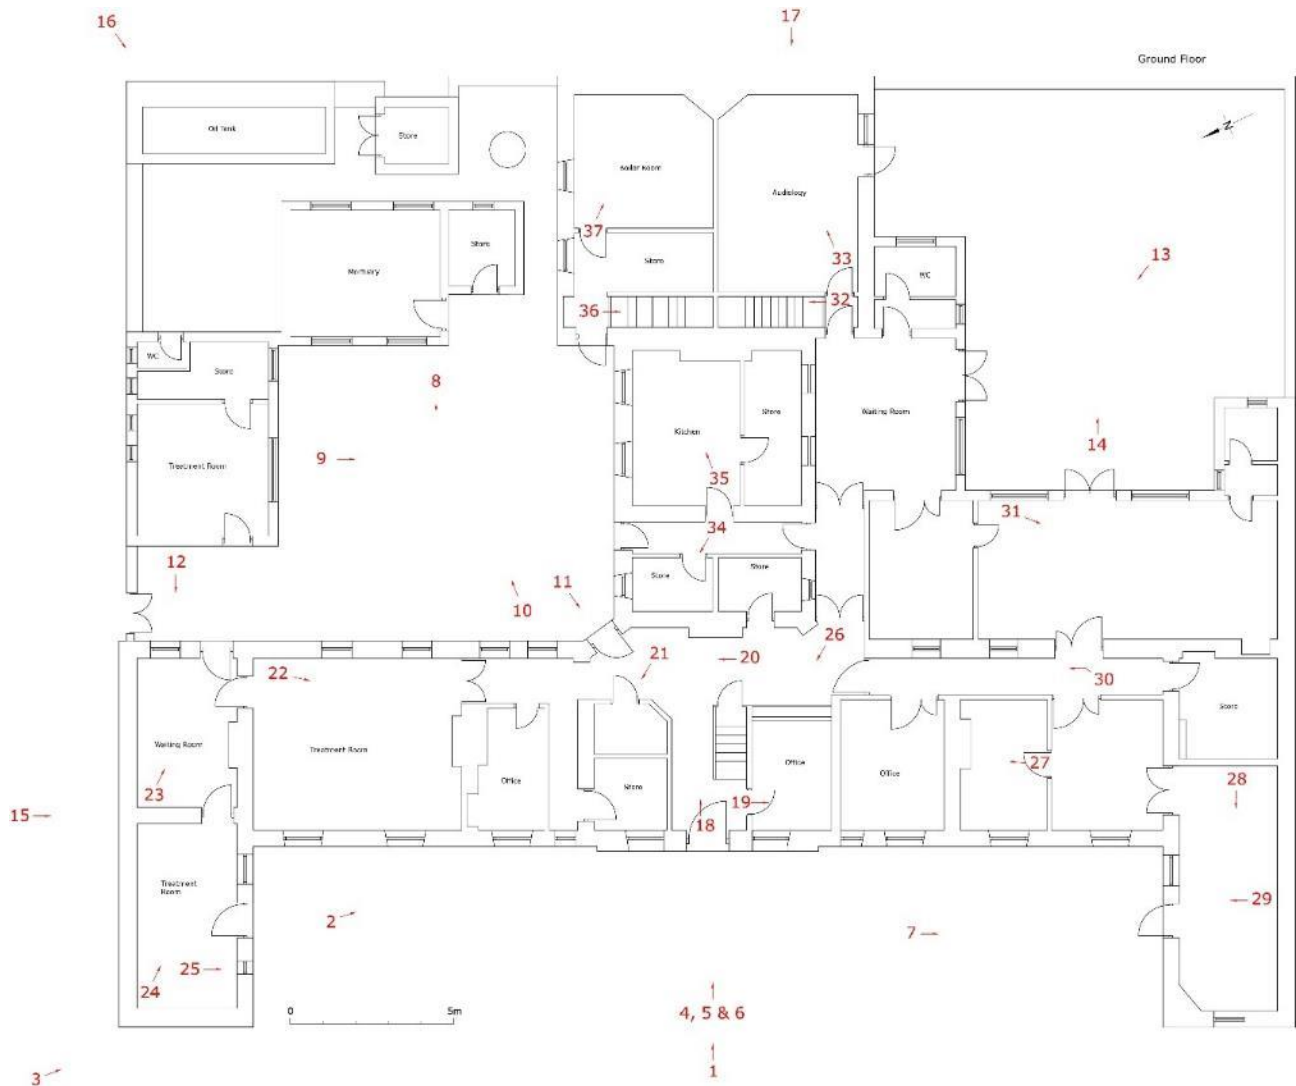 16
17
Ground Floor
Oil Tank
Store
N
Boiler Room
Audiology
37
Store
33
WC
13
Store
Mortuary
36
32
WC
Store
8
Kitchen
Store
Waiting Room
14
9
Treatment Room
35
31
34
12
11
10
Store
Store
26
20
21
22
30
Store
Waiting Room
Treatment Room
Office
Store
Office
Office
27
28
23
15
19
18
Treatment
Room
29
2
7
24
25
0
5m
4, 5 & 6
1
3